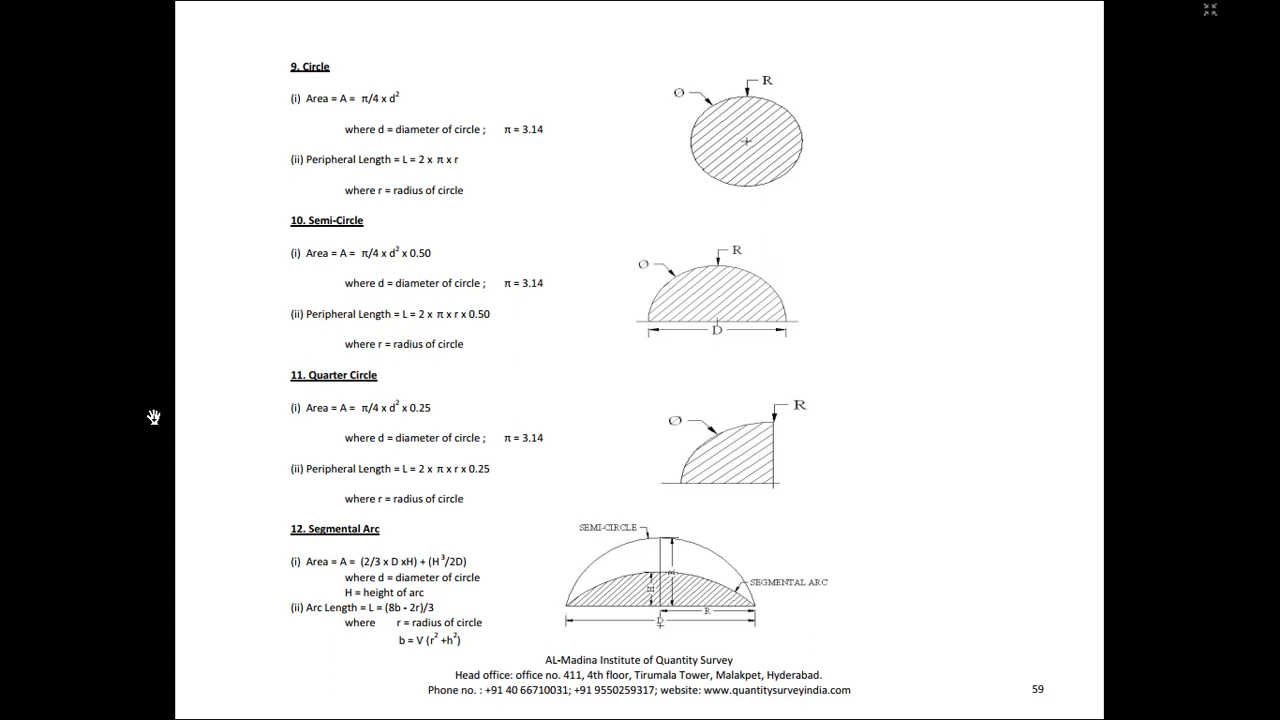 9. Circle
(i) Area = A = π/4 x d²
where d = diameter of circle ; π = 3.14
(ii) Peripheral Length = L = 2 x π x r
where r = radius of circle
Ø
R
10. Semi-Circle
(i) Area = A = π/4 x d² x 0.50
where d = diameter of circle ; π = 3.14
(ii) Peripheral Length = L = 2 x π x r x 0.50
where r = radius of circle
Ø
R
D
11. Quarter Circle
(i) Area = A = π/4 x d² x 0.25
where d = diameter of circle ; π = 3.14
(ii) Peripheral Length = L = 2 x π x r x 0.25
where r = radius of circle
Ø
R
12. Segmental Arc
(i) Area = A = (2/3 x D xH) + (H³/2D)
where d = diameter of circle
H = height of arc
(ii) Arc Length = L = (8b - 2r)/3
where r = radius of circle
b = √ (r² +h²)
SEMI-CIRCLE
SEGMENTAL ARC
H
R
R
D
AL-Madina Institute of Quantity Survey
Head office: office no. 411, 4th floor, Tirumala Tower, Malakpet, Hyderabad.
Phone no. : +91 40 66710031; +91 9550259317; website: www.quantitysurveyindia.com
59